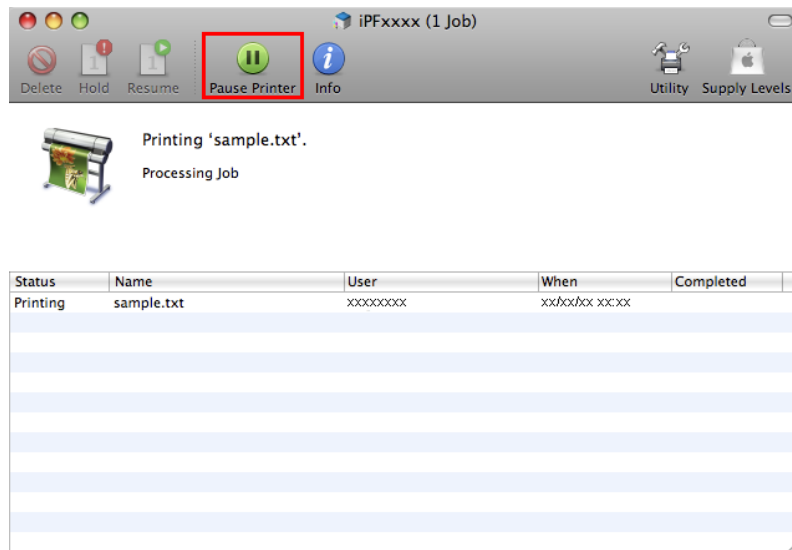 iPFxxxx (1 Job)
Delete Hold Resume Pause Printer Info Utility Supply Levels
Printing ‘sample.txt’.
Processing Job
Status Name User When Completed
Printing sample.txt xxxxxxxx xx/xx/xx xx:xx